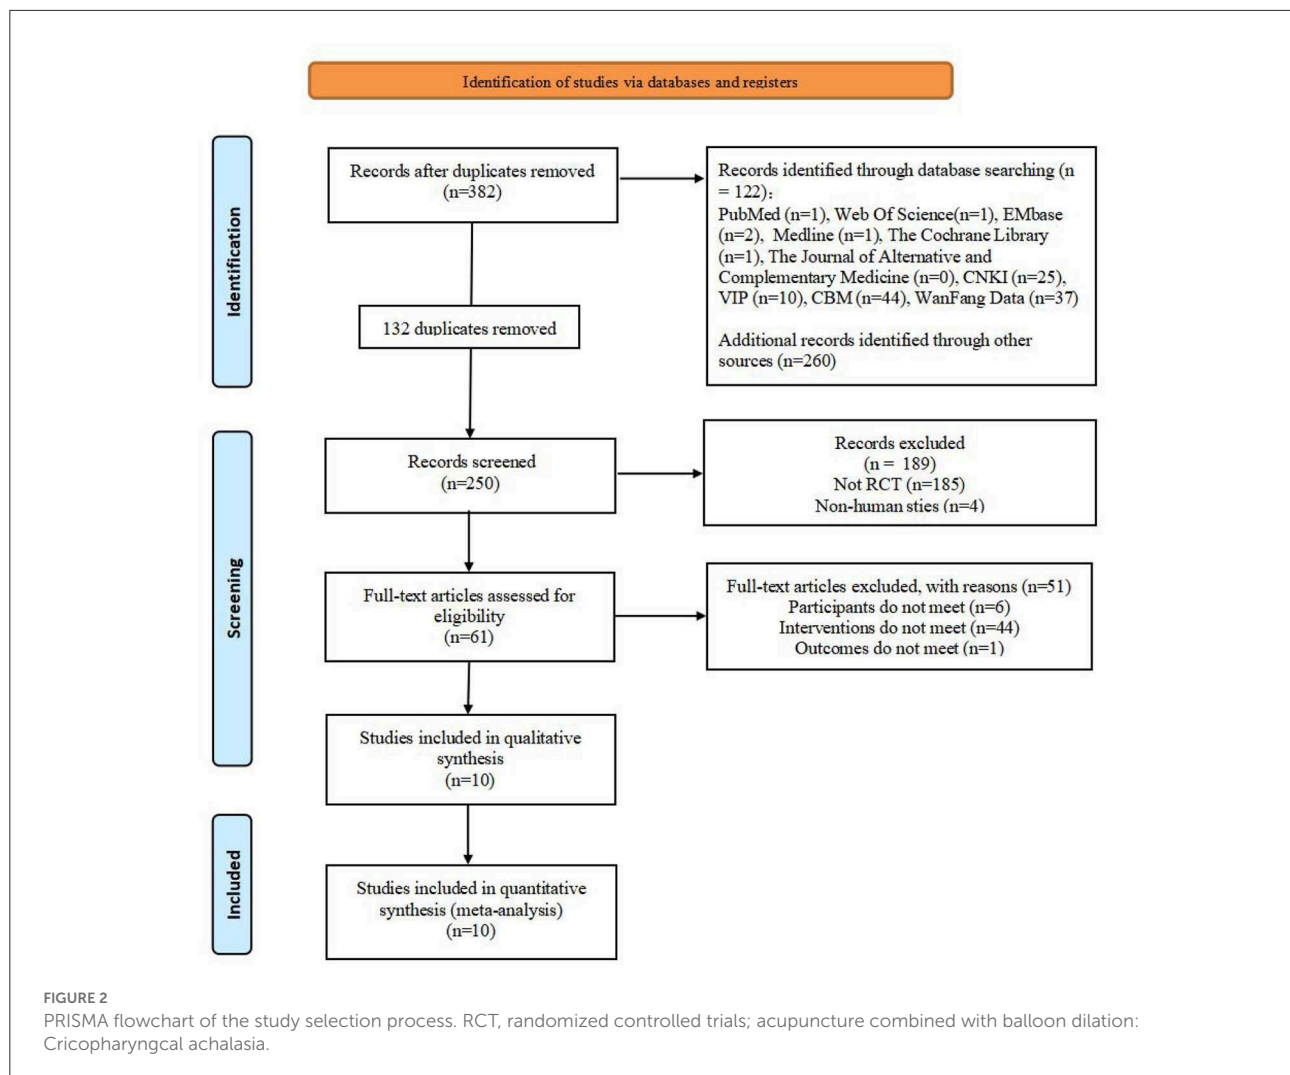 Identification of studies via databases and registers
Identification
Records after duplicates removed
(n=382)
Records identified through database searching (n
= 122):
PubMed (n=1), Web Of Science(n=1), EMbase
(n=2), Medline (n=1), The Cochrane Library
(n=1), The Journal of Alternative and
Complementary Medicine (n=0), CNKI (n=25),
VIP (n=10), CBM (n=44), WanFang Data (n=37)
Additional records identified through other
sources (n=260)
132 duplicates removed
Screening
Records screened
(n=250)
Records excluded
(n = 189)
Not RCT (n=185)
Non-human sties (n=4)
Full-text articles assessed for
eligibility
(n=61)
Full-text articles excluded, with reasons (n=51)
Participants do not meet (n=6)
Interventions do not meet (n=44)
Outcomes do not meet (n=1)
Studies included in qualitative
synthesis
(n=10)
Included
Studies included in quantitative
synthesis (meta-analysis)
(n=10)
FIGURE 2
PRISMA flowchart of the study selection process. RCT, randomized controlled trials; acupuncture combined with balloon dilation:
Cricopharyngcal achalasia.